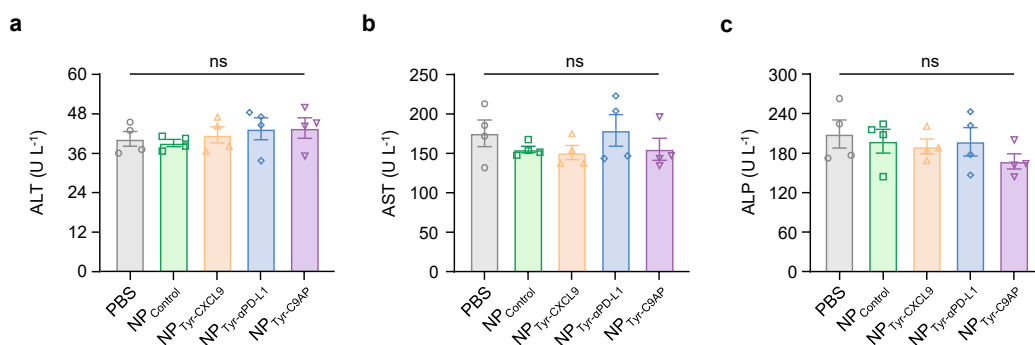 a
ns
60
48
36
24
12
0
ALT (U L⁻¹)
PBS
NP Control
NP Tyr-CXCL9
NP Tyr-αPD-L1
NP Tyr-C9AP
b
ns
250
200
150
100
50
0
AST (U L⁻¹)
PBS
NP Control
NP Tyr-CXCL9
NP Tyr-αPD-L1
NP Tyr-C9AP
c
ns
300
240
180
120
60
0
ALP (U L⁻¹)
PBS
NP Control
NP Tyr-CXCL9
NP Tyr-αPD-L1
NP Tyr-C9AP